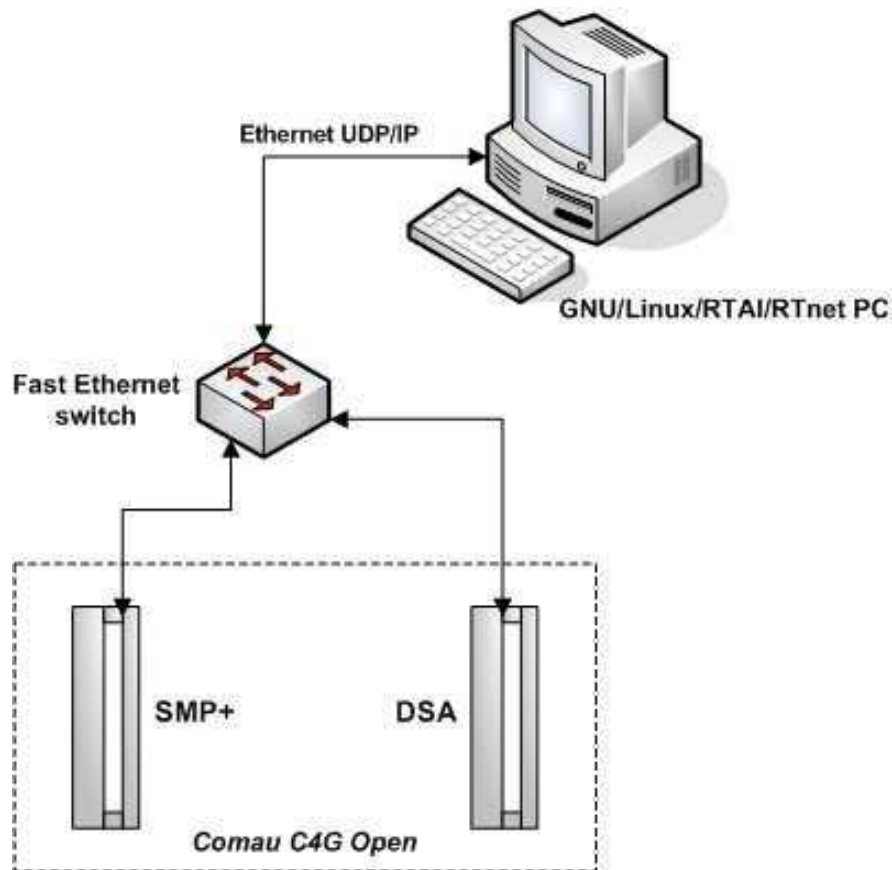 Ethernet UDP/IP
GNU/Linux/RTAI/RTnet PC
Fast Ethernet
switch
SMP+
DSA
Comau C4G Open